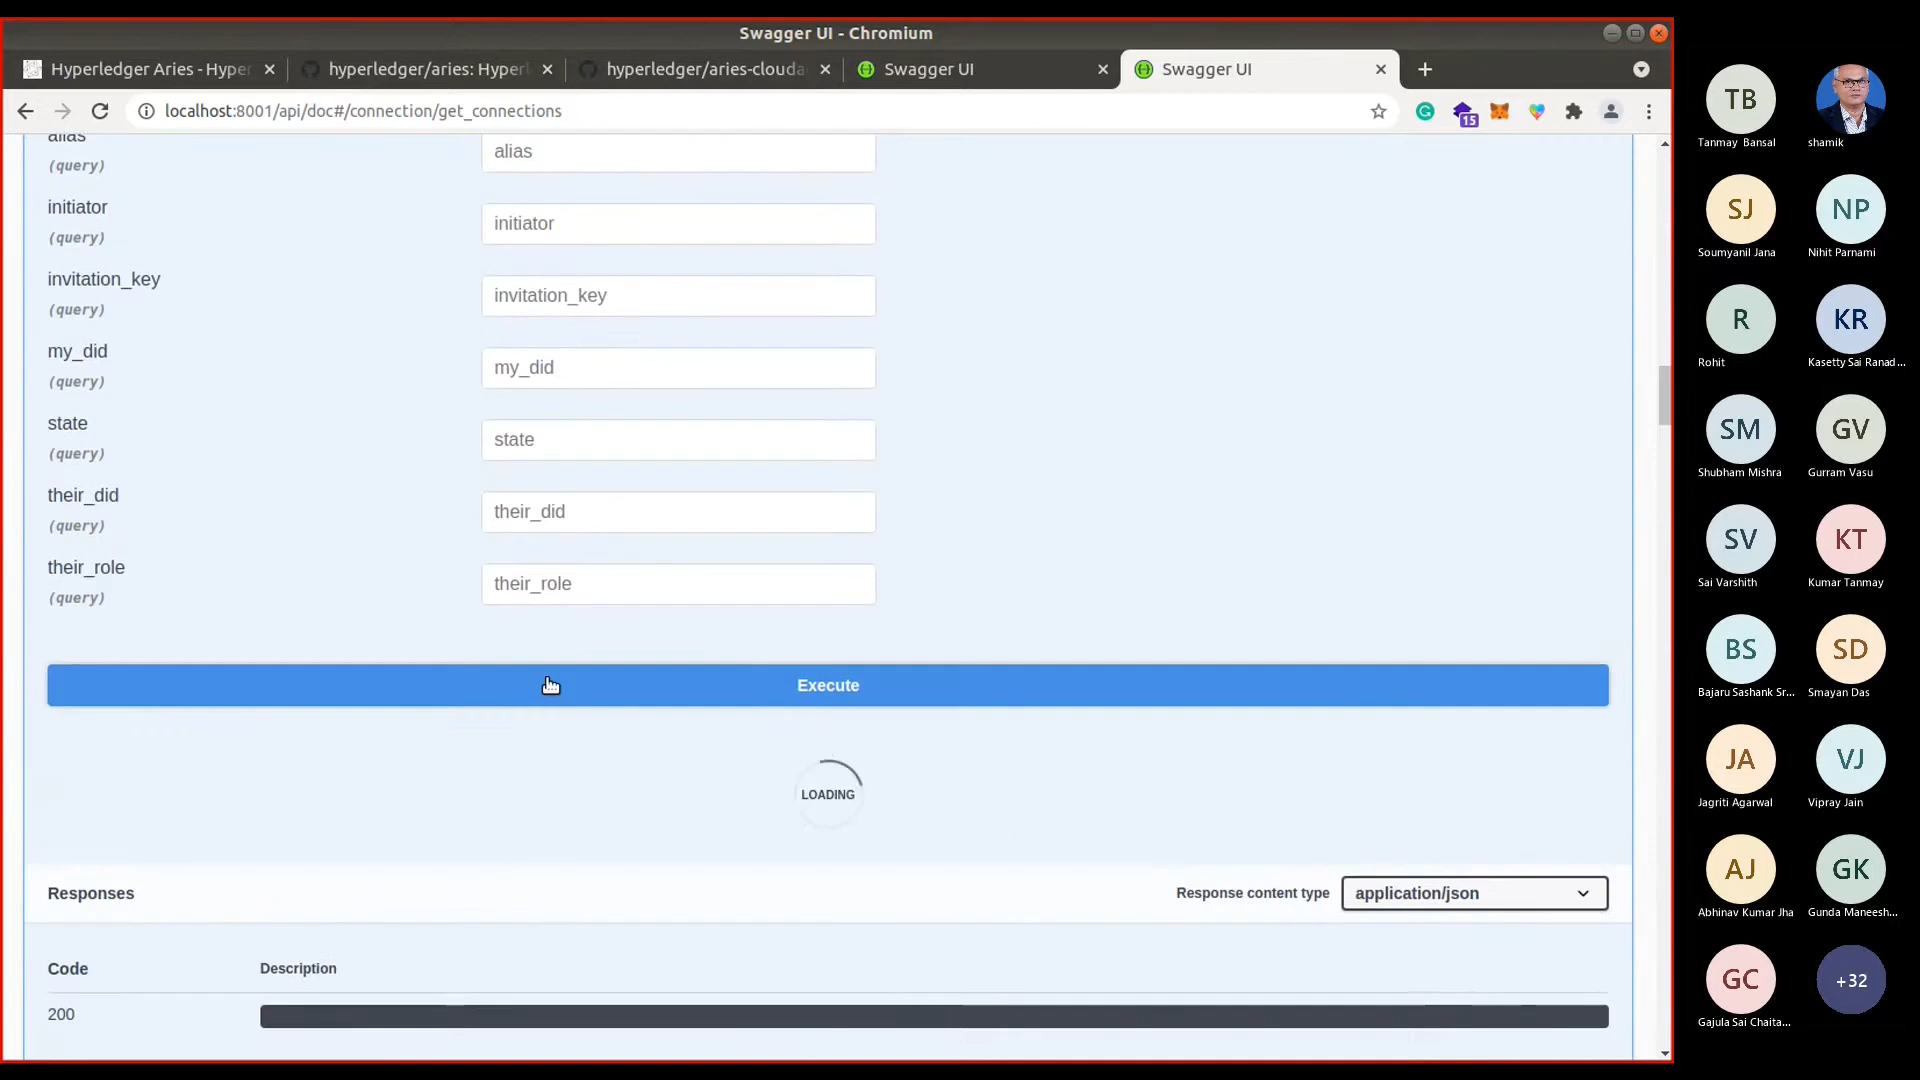 Swagger UI - Chromium
Hyperledger Aries - Hyper
hyperledger/aries: Hyperl
hyperledger/aries-clouda
Swagger UI
Swagger UI
localhost:8001/api/doc#/connection/get_connections
15
alias
(query)
alias
initiator
(query)
initiator
invitation_key
(query)
invitation_key
my_did
(query)
my_did
state
(query)
state
their_did
(query)
their_did
their_role
(query)
their_role
Execute
LOADING
Responses
Response content type
application/json
Code
Description
200
TB
Tanmay Bansal
shamik
SJ
Soumyanil Jana
NP
Nihit Parnami
R
Rohit
KR
Kasetty Sai Ranad...
SM
Shubham Mishra
GV
Gurram Vasu
SV
Sai Varshith
KT
Kumar Tanmay
BS
Bajaru Sashank Sr...
SD
Smayan Das
JA
Jagriti Agarwal
VJ
Vipray Jain
AJ
Abhinav Kumar Jha
GK
Gunda Maneesh...
GC
Gajula Sai Chaita...
+32